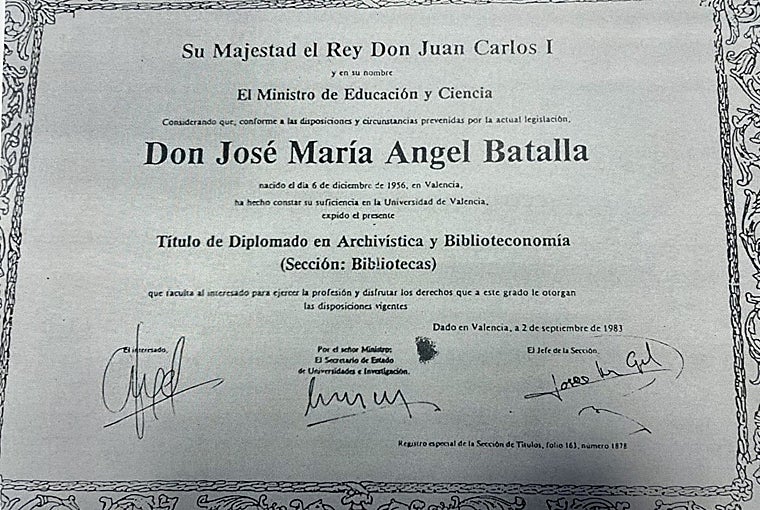 Su Majestad el Rey Don Juan Carlos I
y en su nombre
El Ministro de Educación y Ciencia
Considerando que, conforme a las disposiciones y circunstancias prevenidas por la actual legislación,
Don José María Angel Batalla
nacido el día 6 de diciembre de 1956, en Valencia,
ha hecho constar su suficiencia en la Universidad de Valencia,
expido el presente
Título de Diplomado en Archivística y Biblioteconomía
(Sección: Bibliotecas)
que faculta al interesado para ejercer la profesión y disfrutar los derechos que a este grado le otorgan
las disposiciones vigentes
Dado en Valencia, a 2 de septiembre de 1983
El interesado,
Por el señor Ministro:
El Secretario de Estado
de Universidades e Investigación,
El Jefe de la Sección,
Registro especial de la Sección de Títulos, folio 163, número 1878